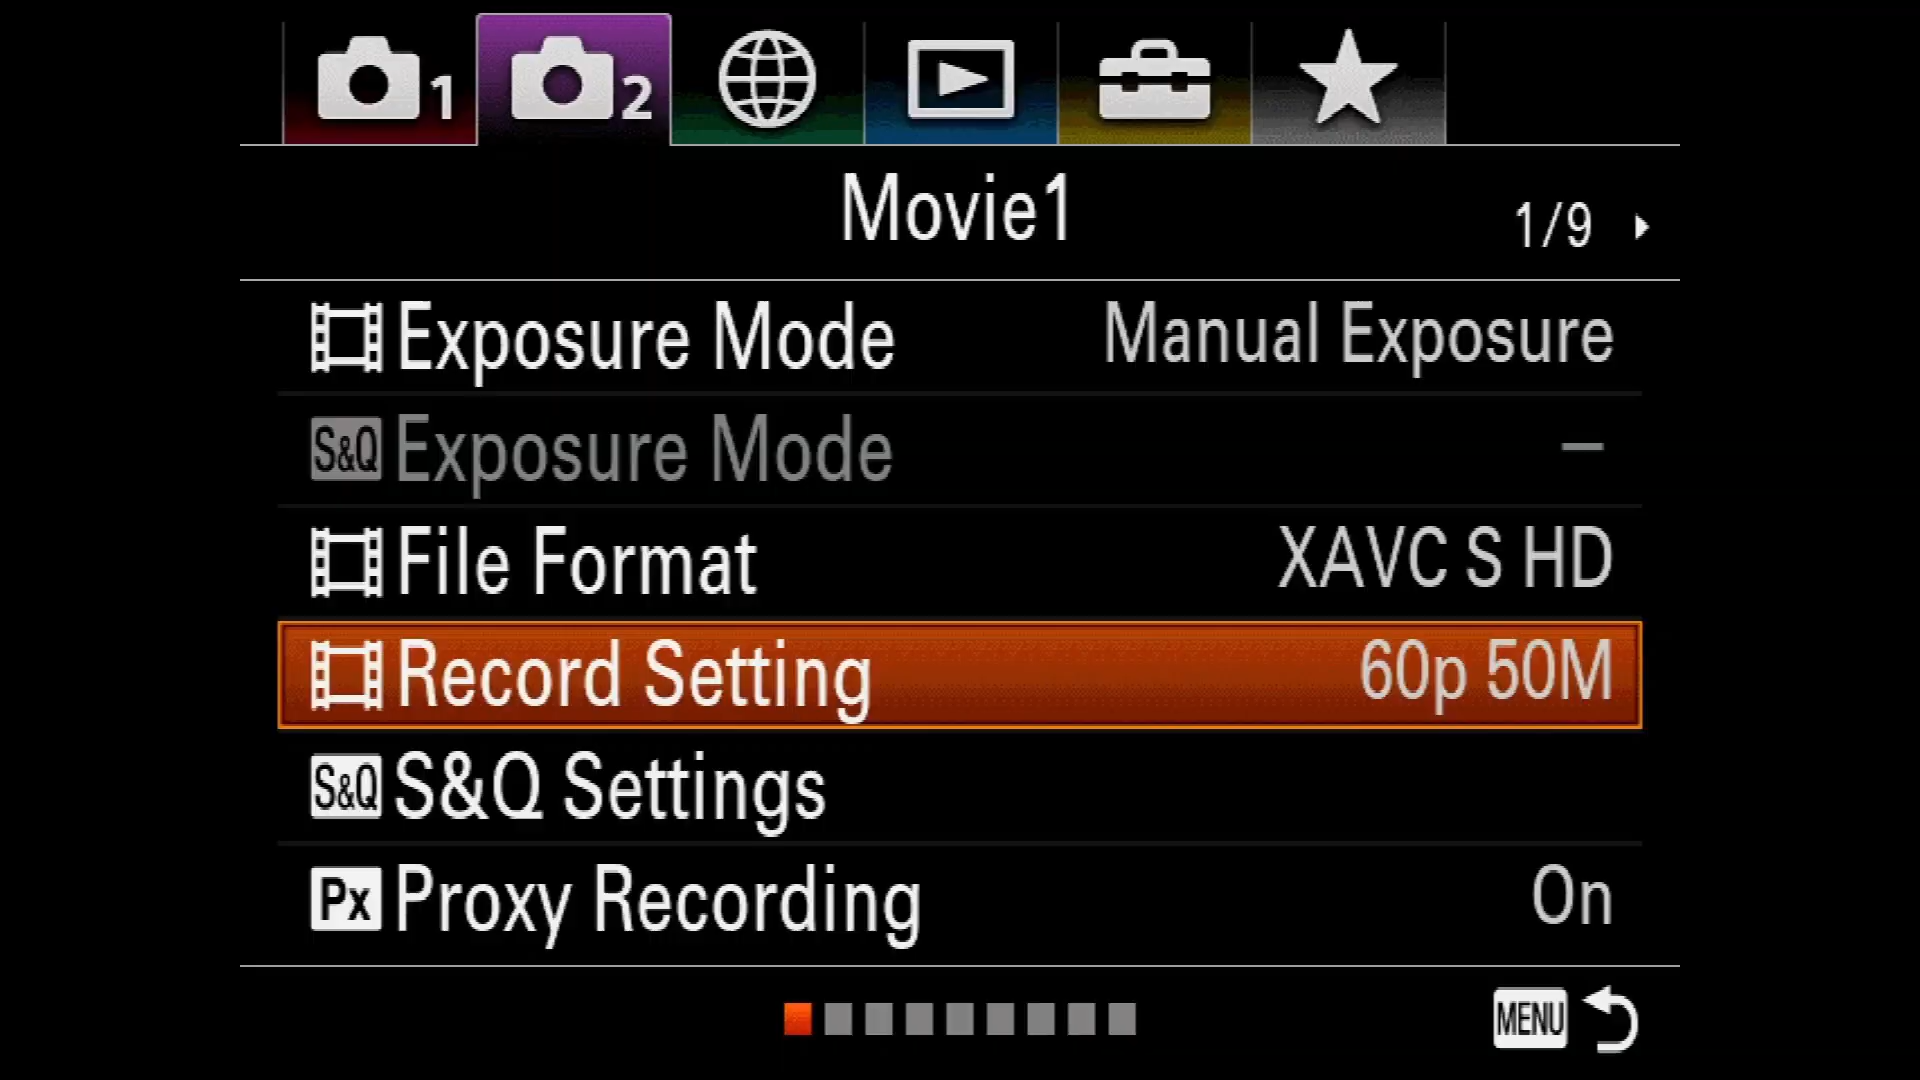 1 2
Movie1 1/9
Exposure Mode Manual Exposure
S&Q Exposure Mode –
File Format XAVC S HD
Record Setting 60p 50M
S&Q S&Q Settings
Px Proxy Recording On
MENU